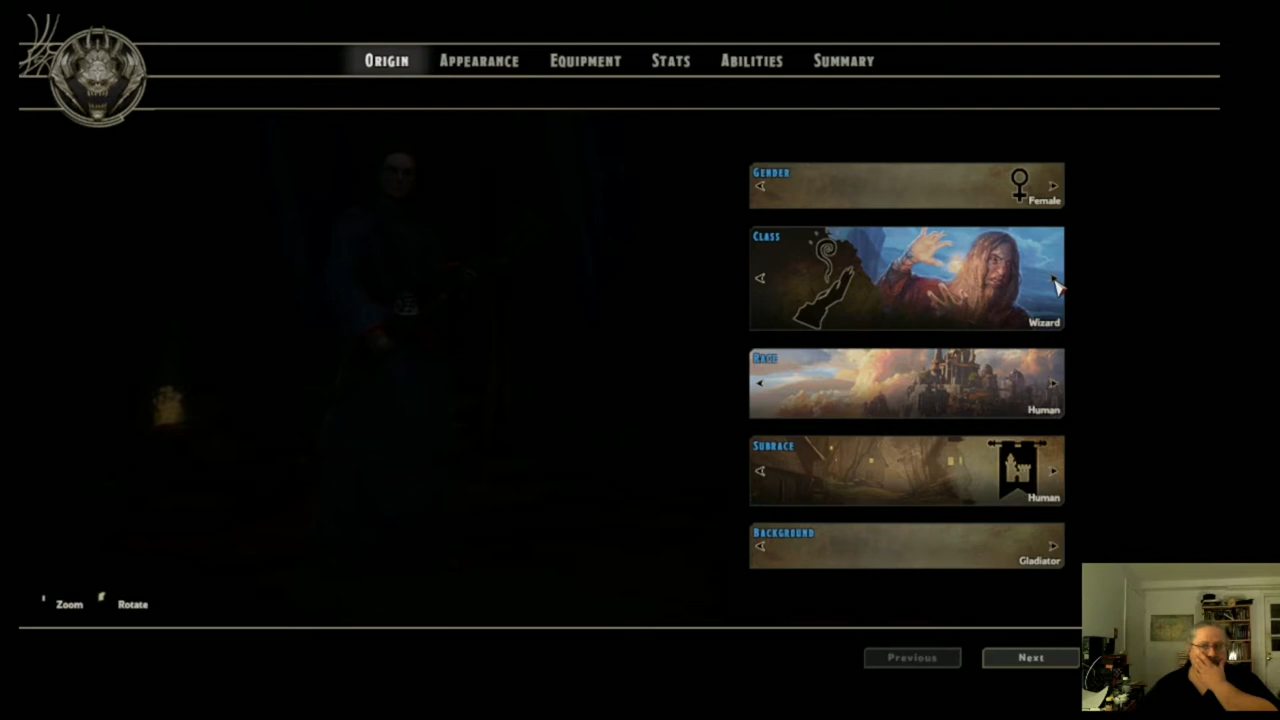 ORIGIN APPEARANCE EQUIPMENT STATS ABILITIES SUMMARY
GENDER
Female
CLASS
Wizard
RACE
Human
SUBRACE
Human
BACKGROUND
Gladiator
Zoom Rotate
Previous Next